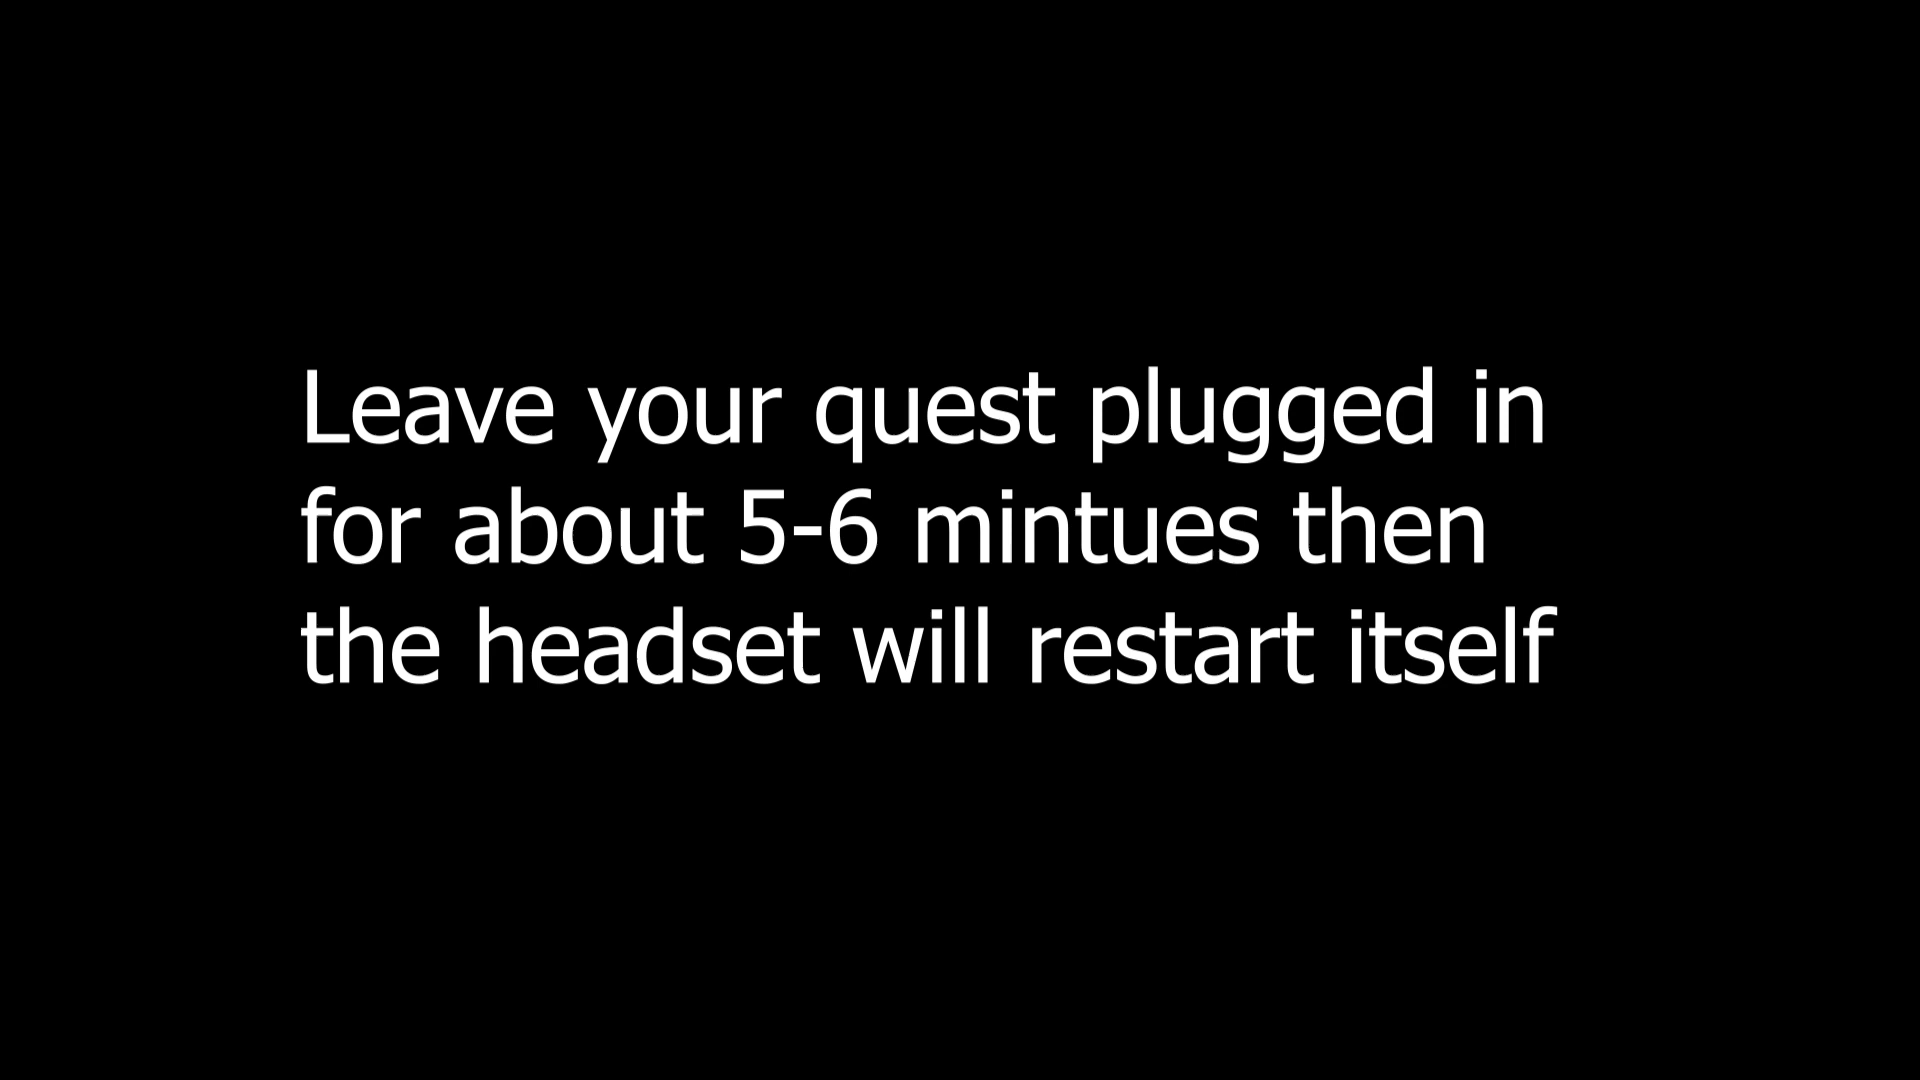 Leave your quest plugged in
for about 5-6 mintues then
the headset will restart itself